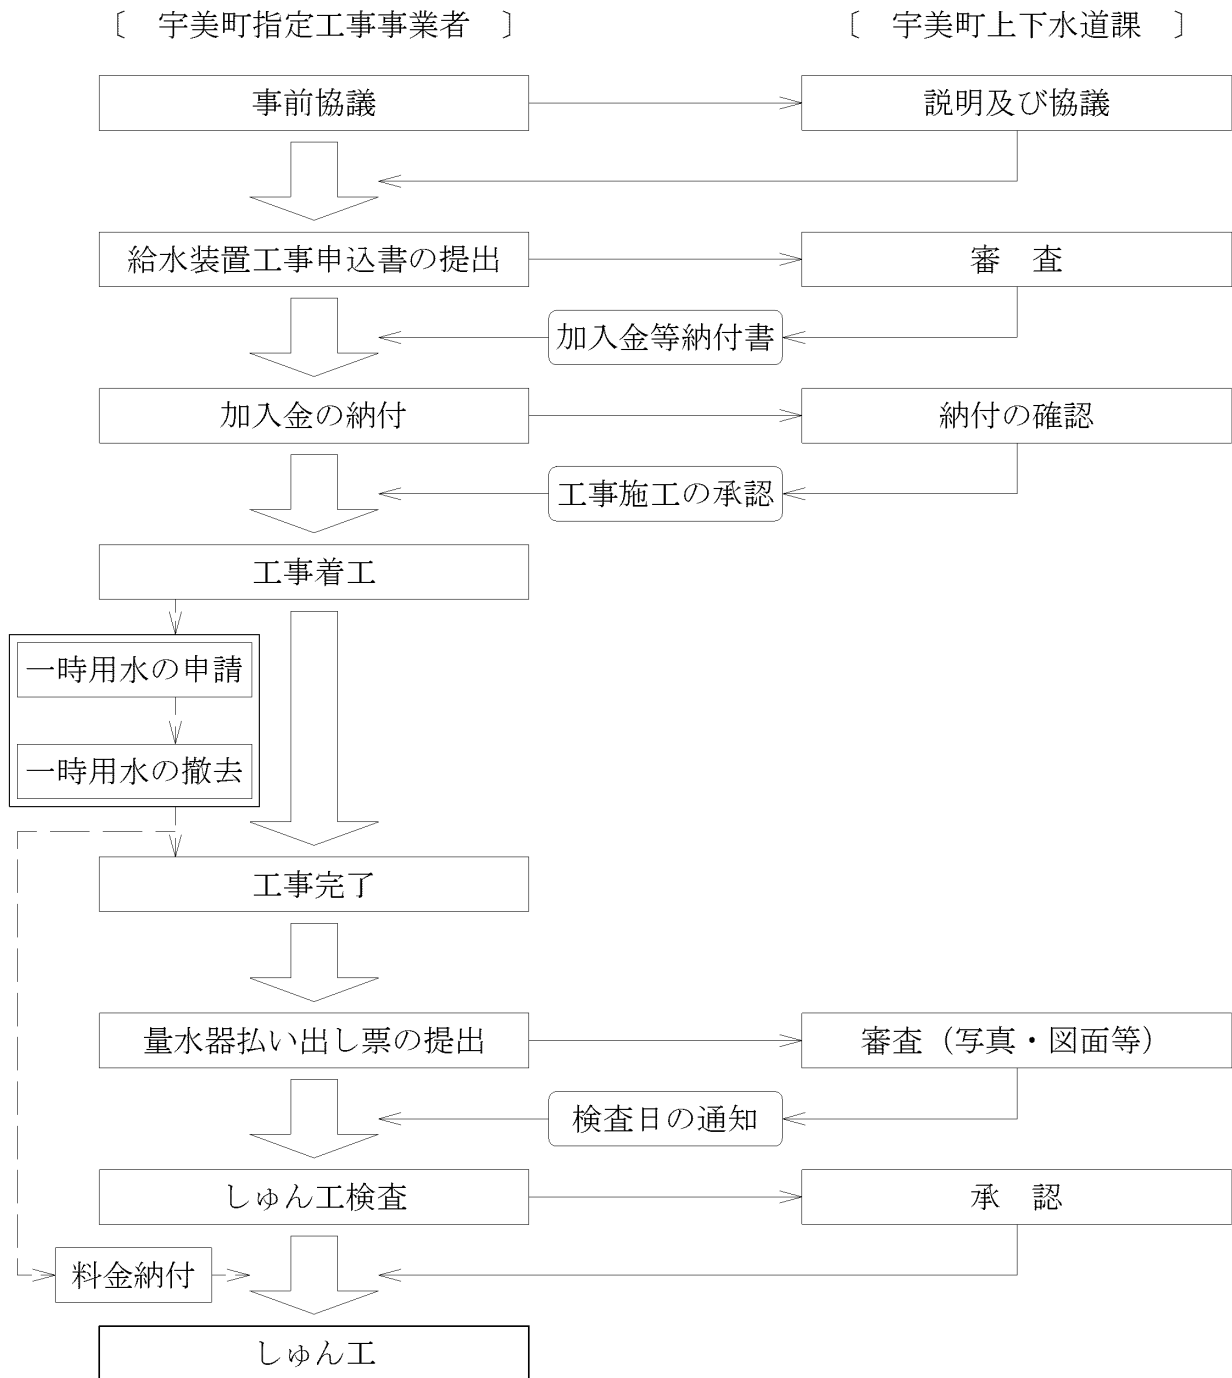 〔　宇美町指定工事事業者　〕
〔　宇美町上下水道課　〕
事前協議
説明及び協議
給水装置工事申込書の提出
審　査
加入金等納付書
加入金の納付
納付の確認
工事施工の承認
工事着工
一時用水の申請
一時用水の撤去
工事完了
量水器払い出し票の提出
審査（写真・図面等）
検査日の通知
しゅん工検査
承　認
料金納付
しゅん工